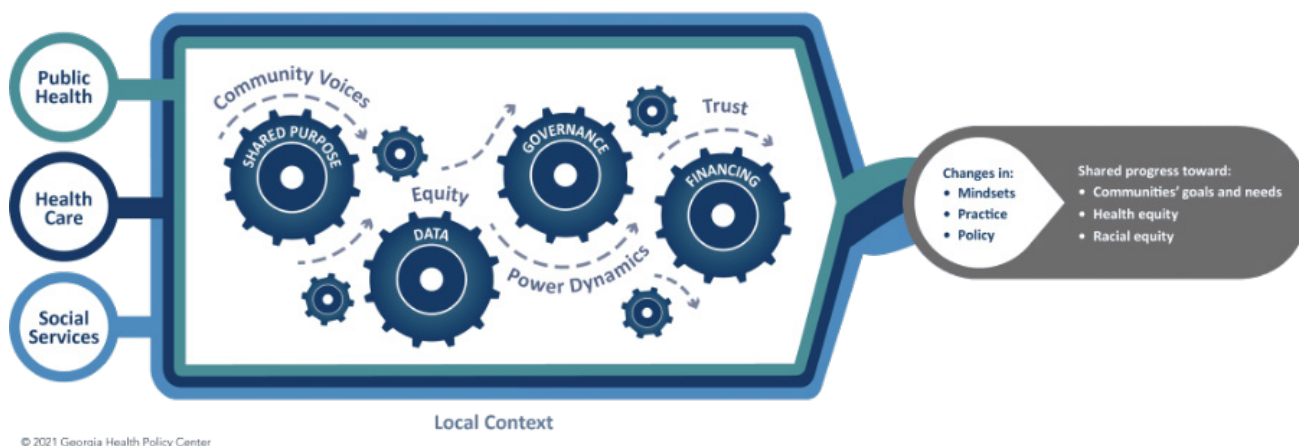 Public
Health
Health
Care
Social
Services
Community Voices
SHARED PURPOSE
Equity
DATA
GOVERNANCE
Power Dynamics
Trust
FINANCING
Changes in:
• Mindsets
• Practice
• Policy
Shared progress toward:
• Communities' goals and needs
• Health equity
• Racial equity
Local Context
© 2021 Georgia Health Policy Center